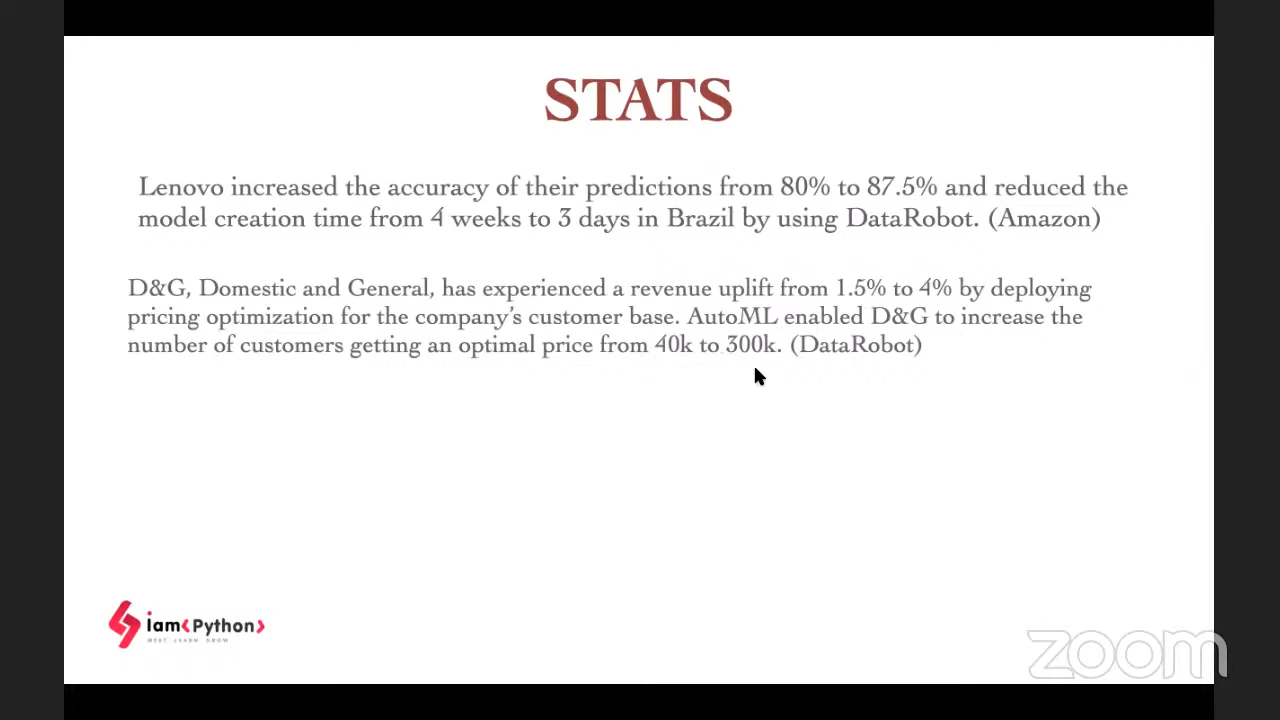 STATS
Lenovo increased the accuracy of their predictions from 80% to 87.5% and reduced the
model creation time from 4 weeks to 3 days in Brazil by using DataRobot. (Amazon)
D&G, Domestic and General, has experienced a revenue uplift from 1.5% to 4% by deploying
pricing optimization for the company's customer base. AutoML enabled D&G to increase the
number of customers getting an optimal price from 40k to 300k. (DataRobot)
iam<Python>
MEET LEARN GROW
zoom